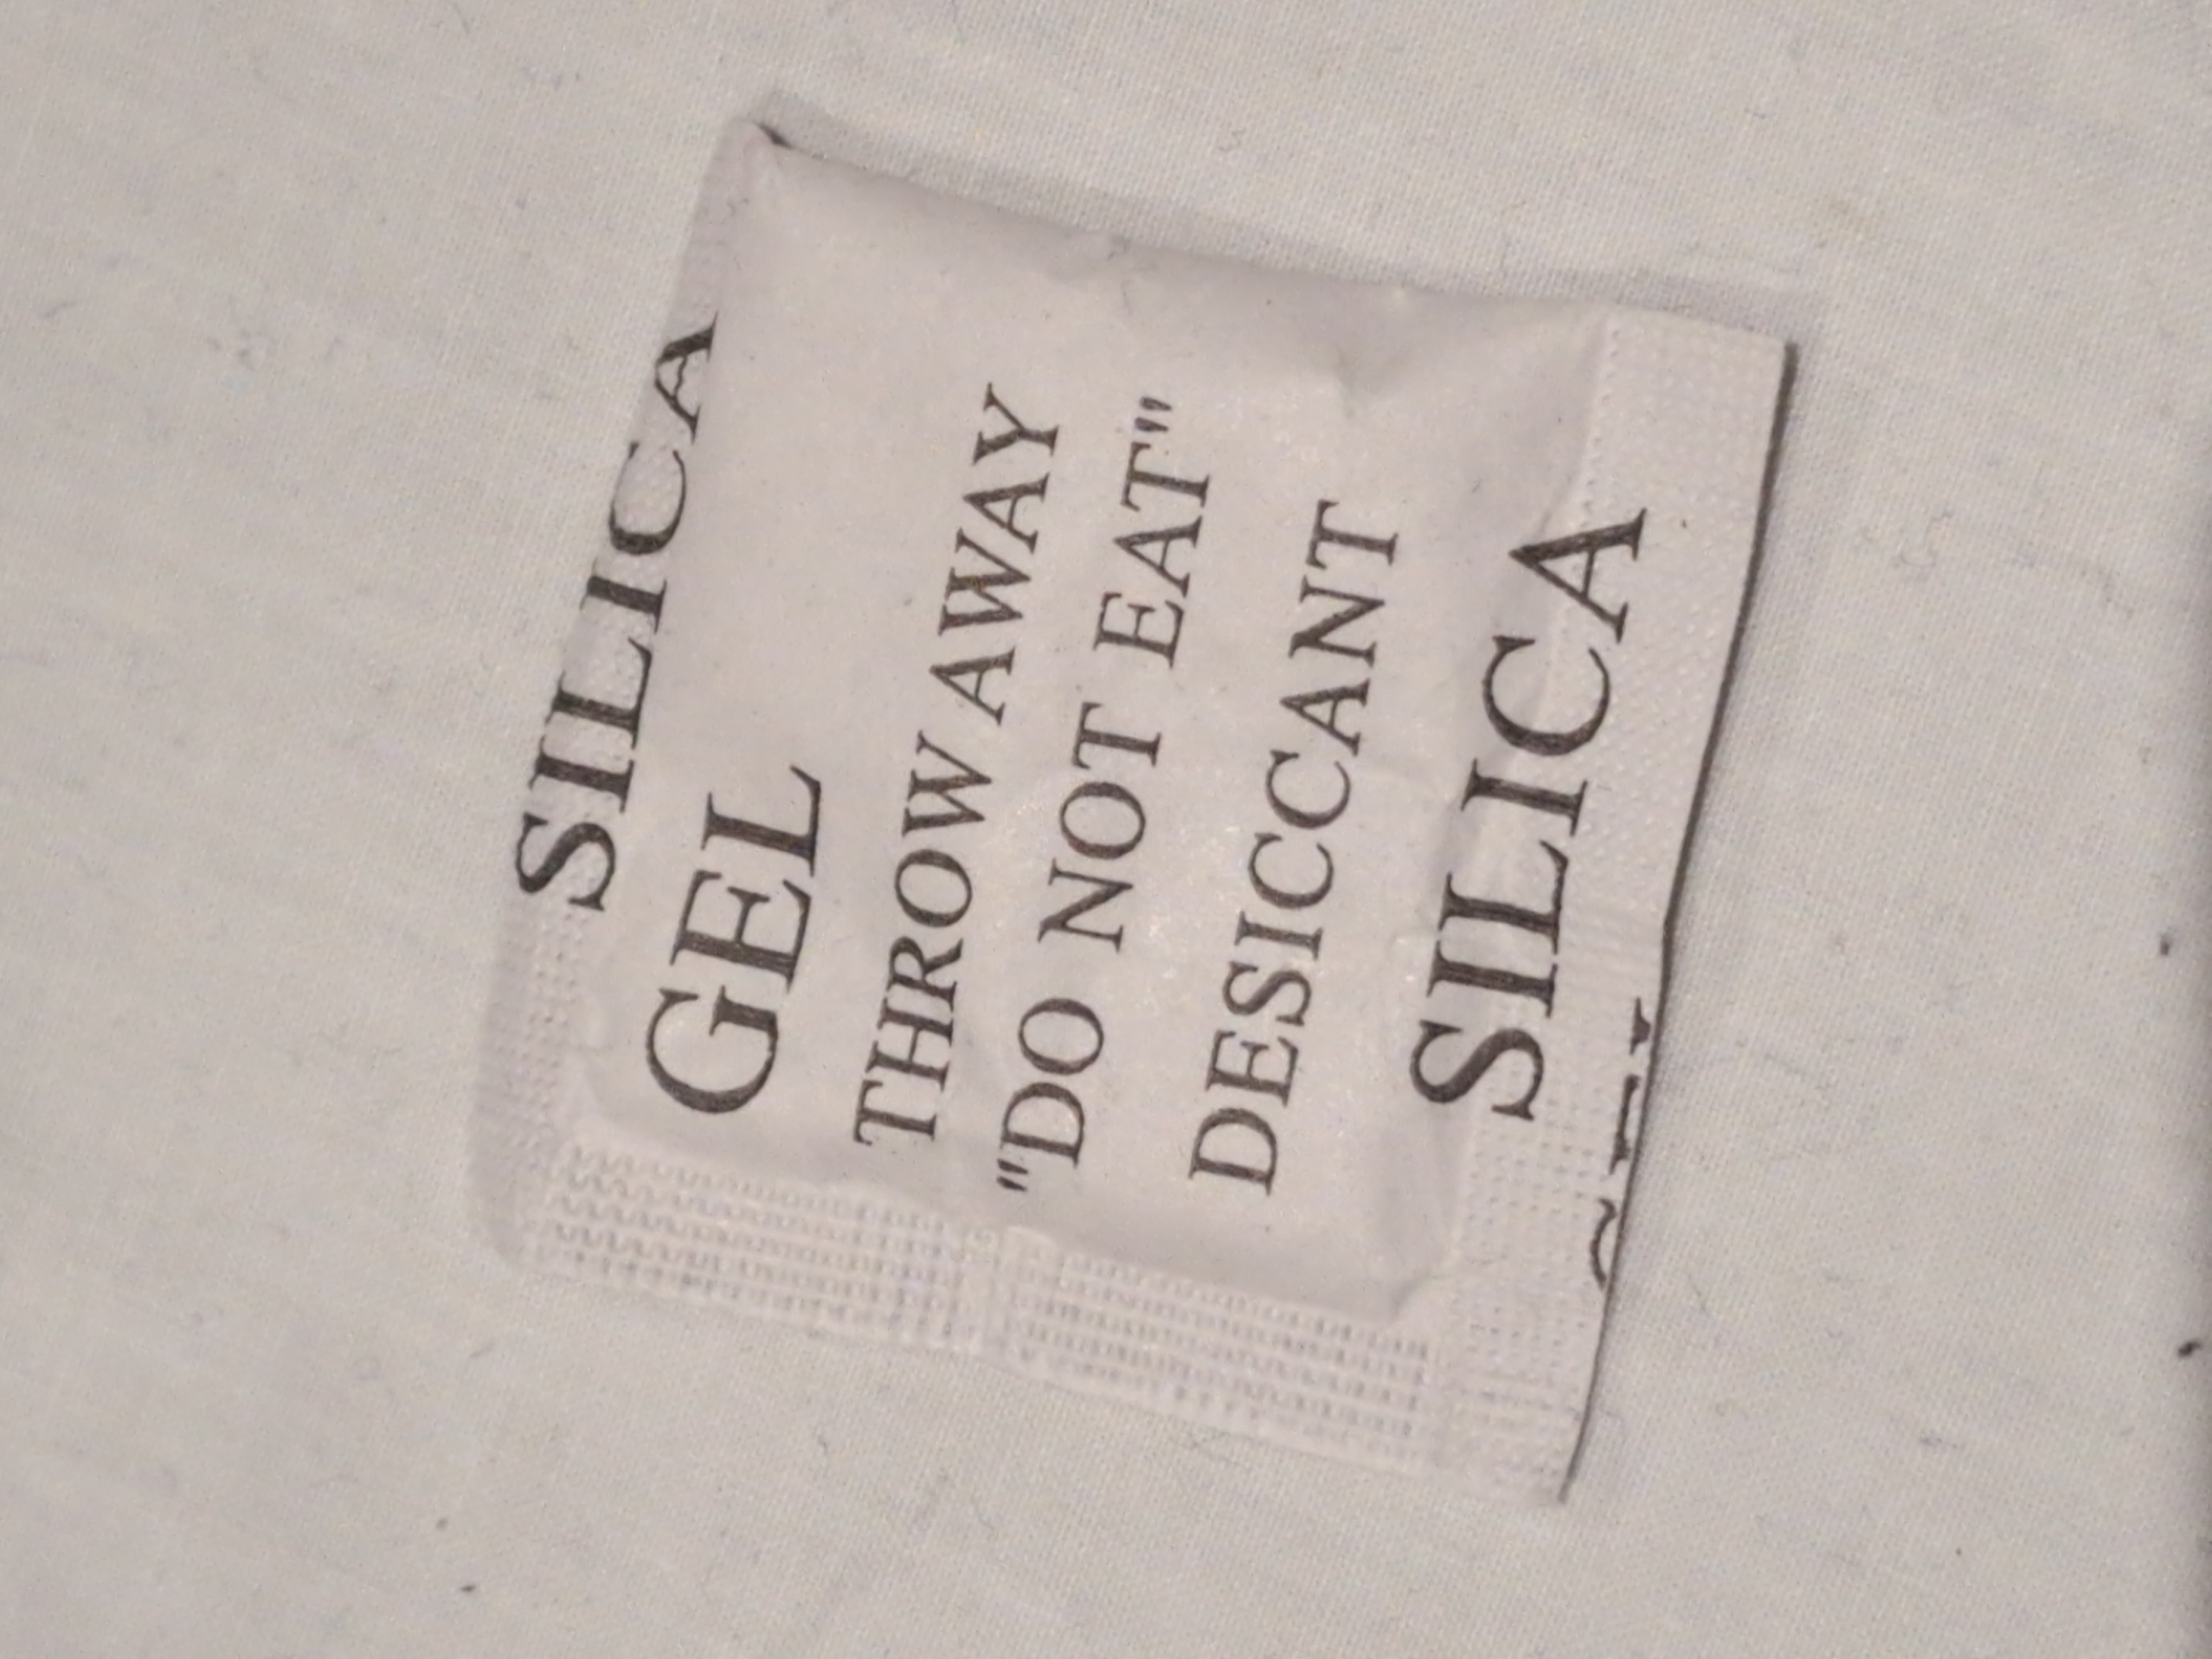 SILICA
GEL
THROW AWAY
"DO NOT EAT"
DESICCANT
SILICA